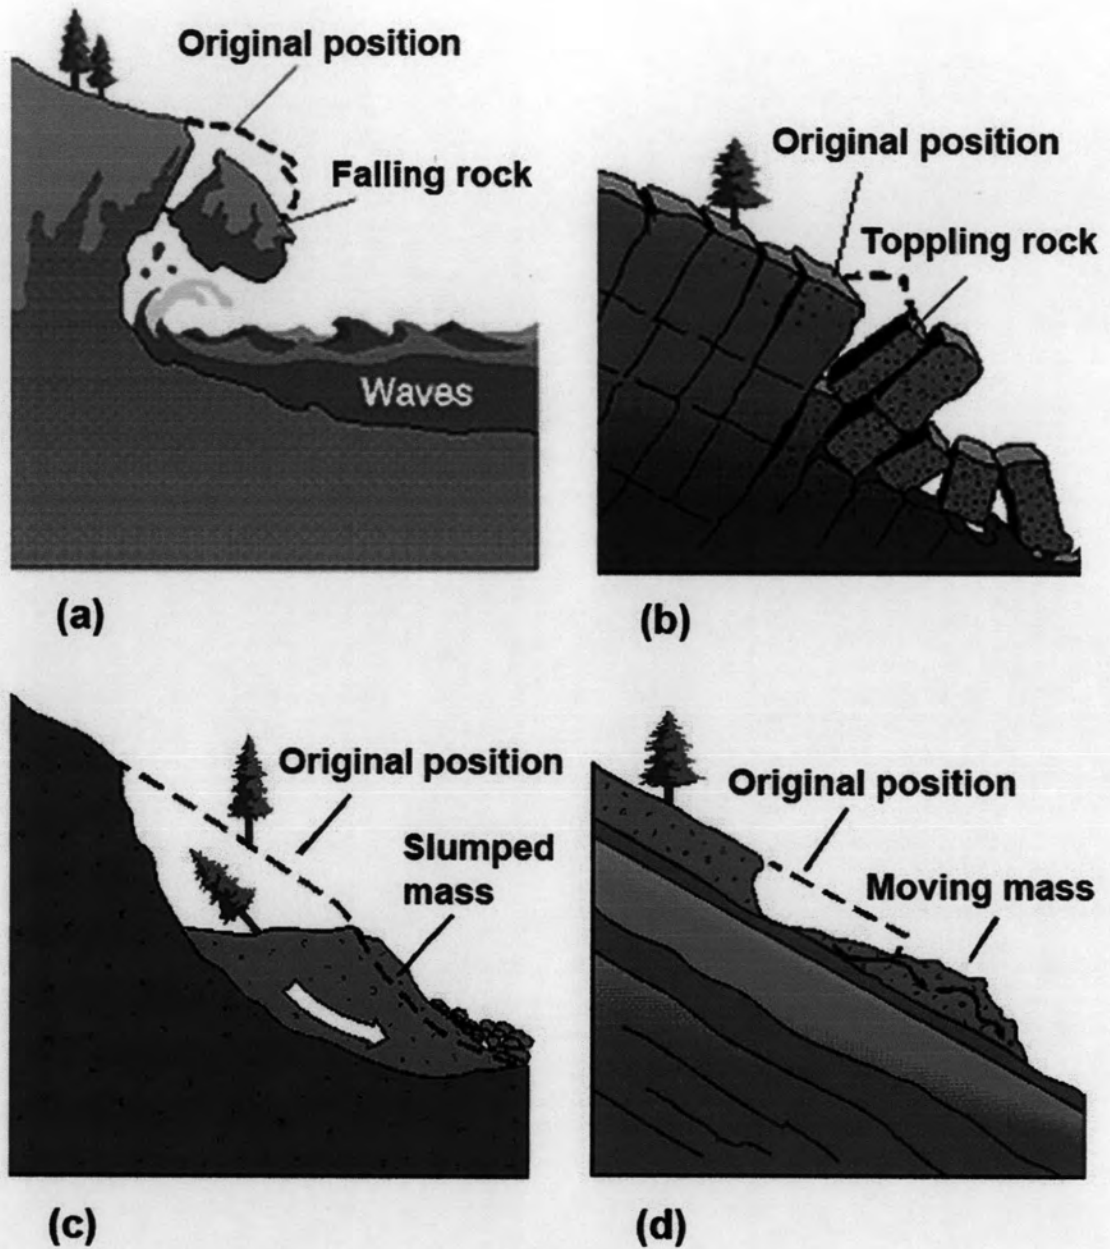 Original position
Falling rock
Waves
(a)
Original position
Toppling rock
(b)
Original position
Slumped
mass
(c)
Original position
Moving mass
(d)